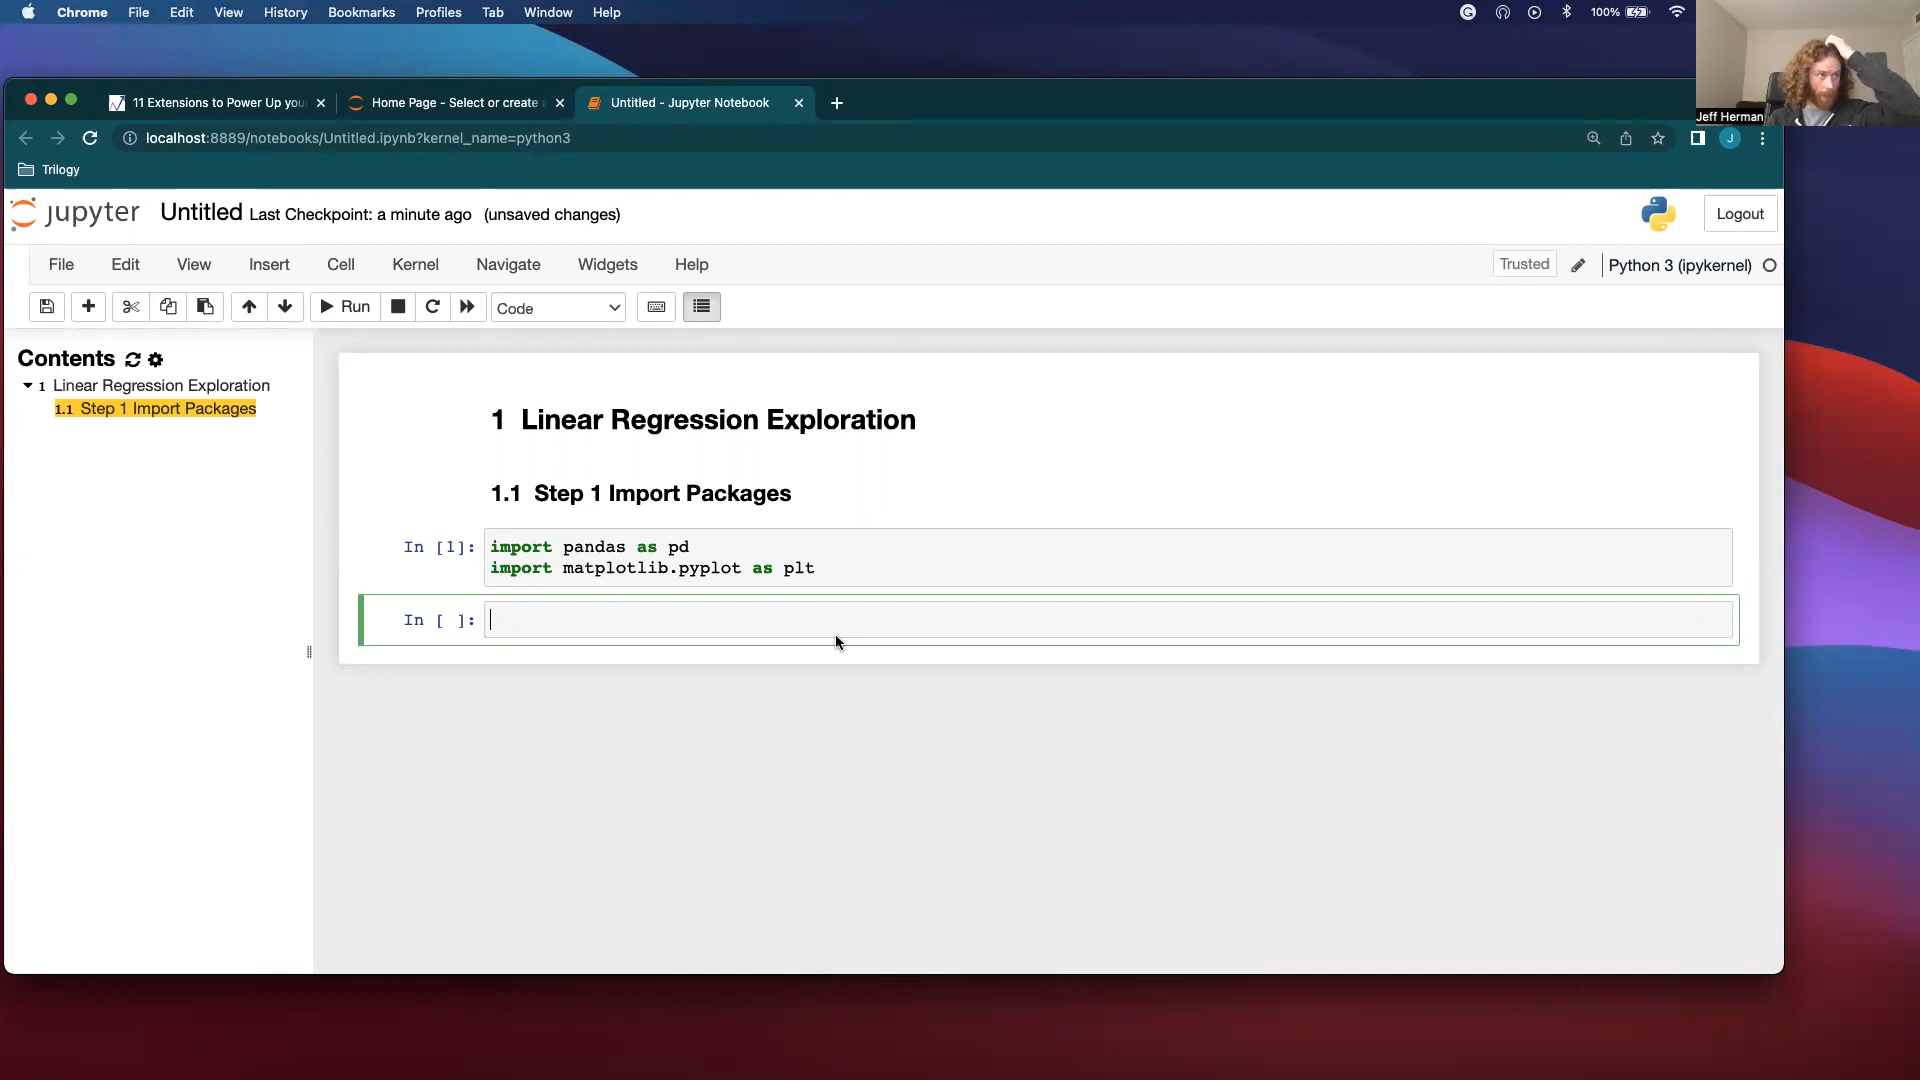 Chrome File Edit View History Bookmarks Profiles Tab Window Help
100%
Jeff Herman
11 Extensions to Power Up you
Home Page - Select or create a
Untitled - Jupyter Notebook
localhost:8889/notebooks/Untitled.ipynb?kernel_name=python3
J
Trilogy
jupyter Untitled Last Checkpoint: a minute ago (unsaved changes)
Logout
File Edit View Insert Cell Kernel Navigate Widgets Help
Trusted
Python 3 (ipykernel)
Run
Code
Contents
1 Linear Regression Exploration
1.1 Step 1 Import Packages
1 Linear Regression Exploration
1.1 Step 1 Import Packages
In [1]: import pandas as pd
import matplotlib.pyplot as plt
In [ ]: